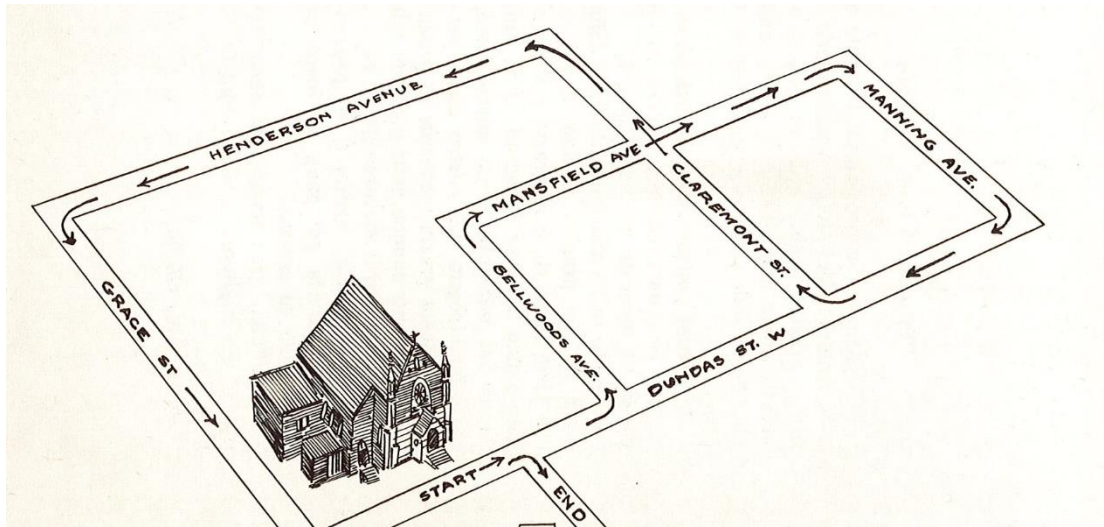 HENDERSON AVENUE
MANNING AVE.
MANSFIELD AVE
CLAREMONT ST.
BELLWOODS AVE.
GRACE ST
DUNDAS ST. W
START
END